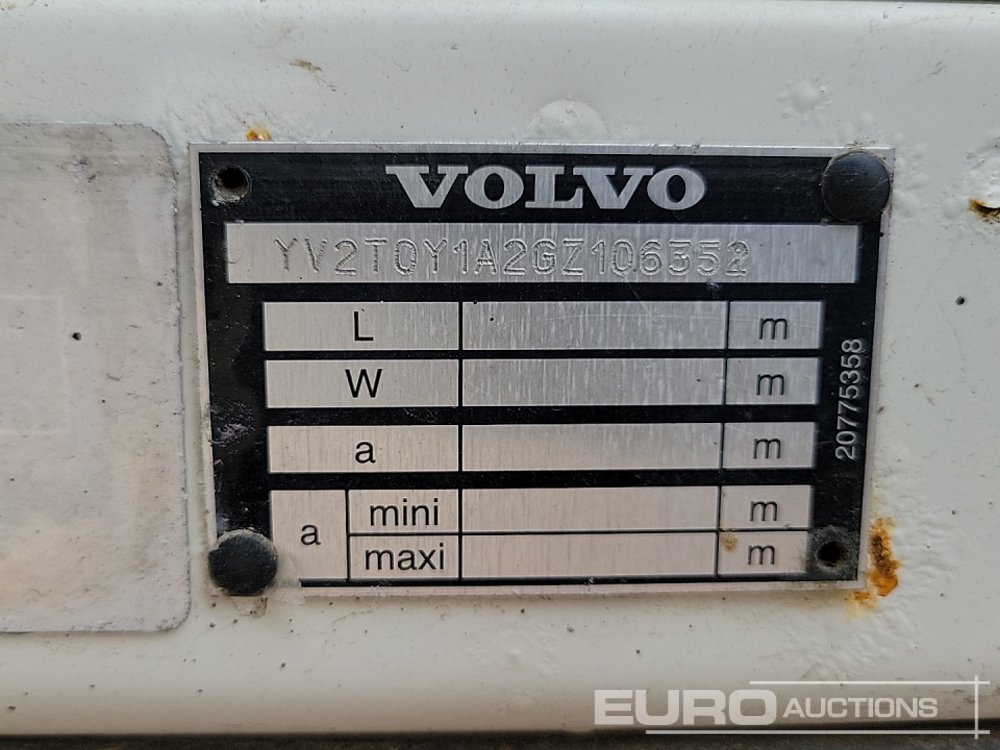 VOLVO
YV2T0Y1A2GZ106352
L m
W m
a m
a mini m
maxi m
20775358
EURO AUCTIONS